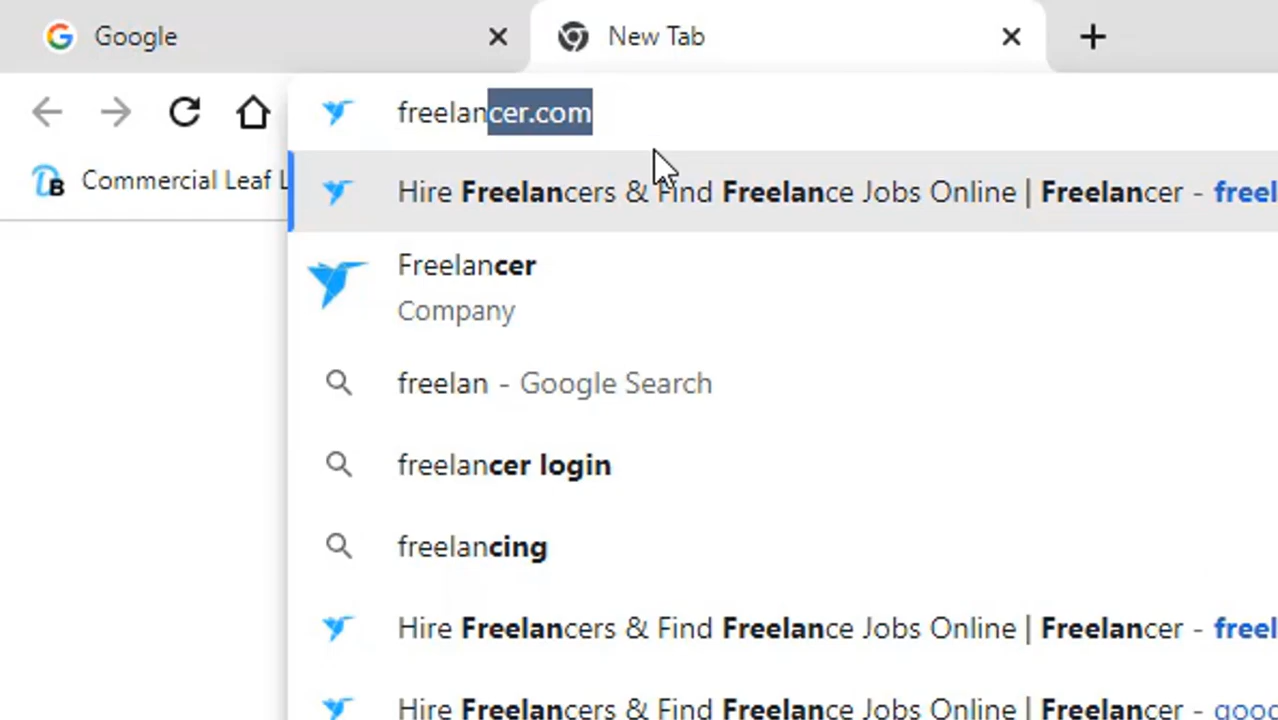 Google
New Tab
freelancer.com
Commercial Leaf
Hire Freelancers & Find Freelance Jobs Online | Freelancer - freel
Freelancer
Company
freelan - Google Search
freelancer login
freelancing
Hire Freelancers & Find Freelance Jobs Online | Freelancer - freel
Hire Freelancers & Find Freelance Jobs Online | Freelancer - goog